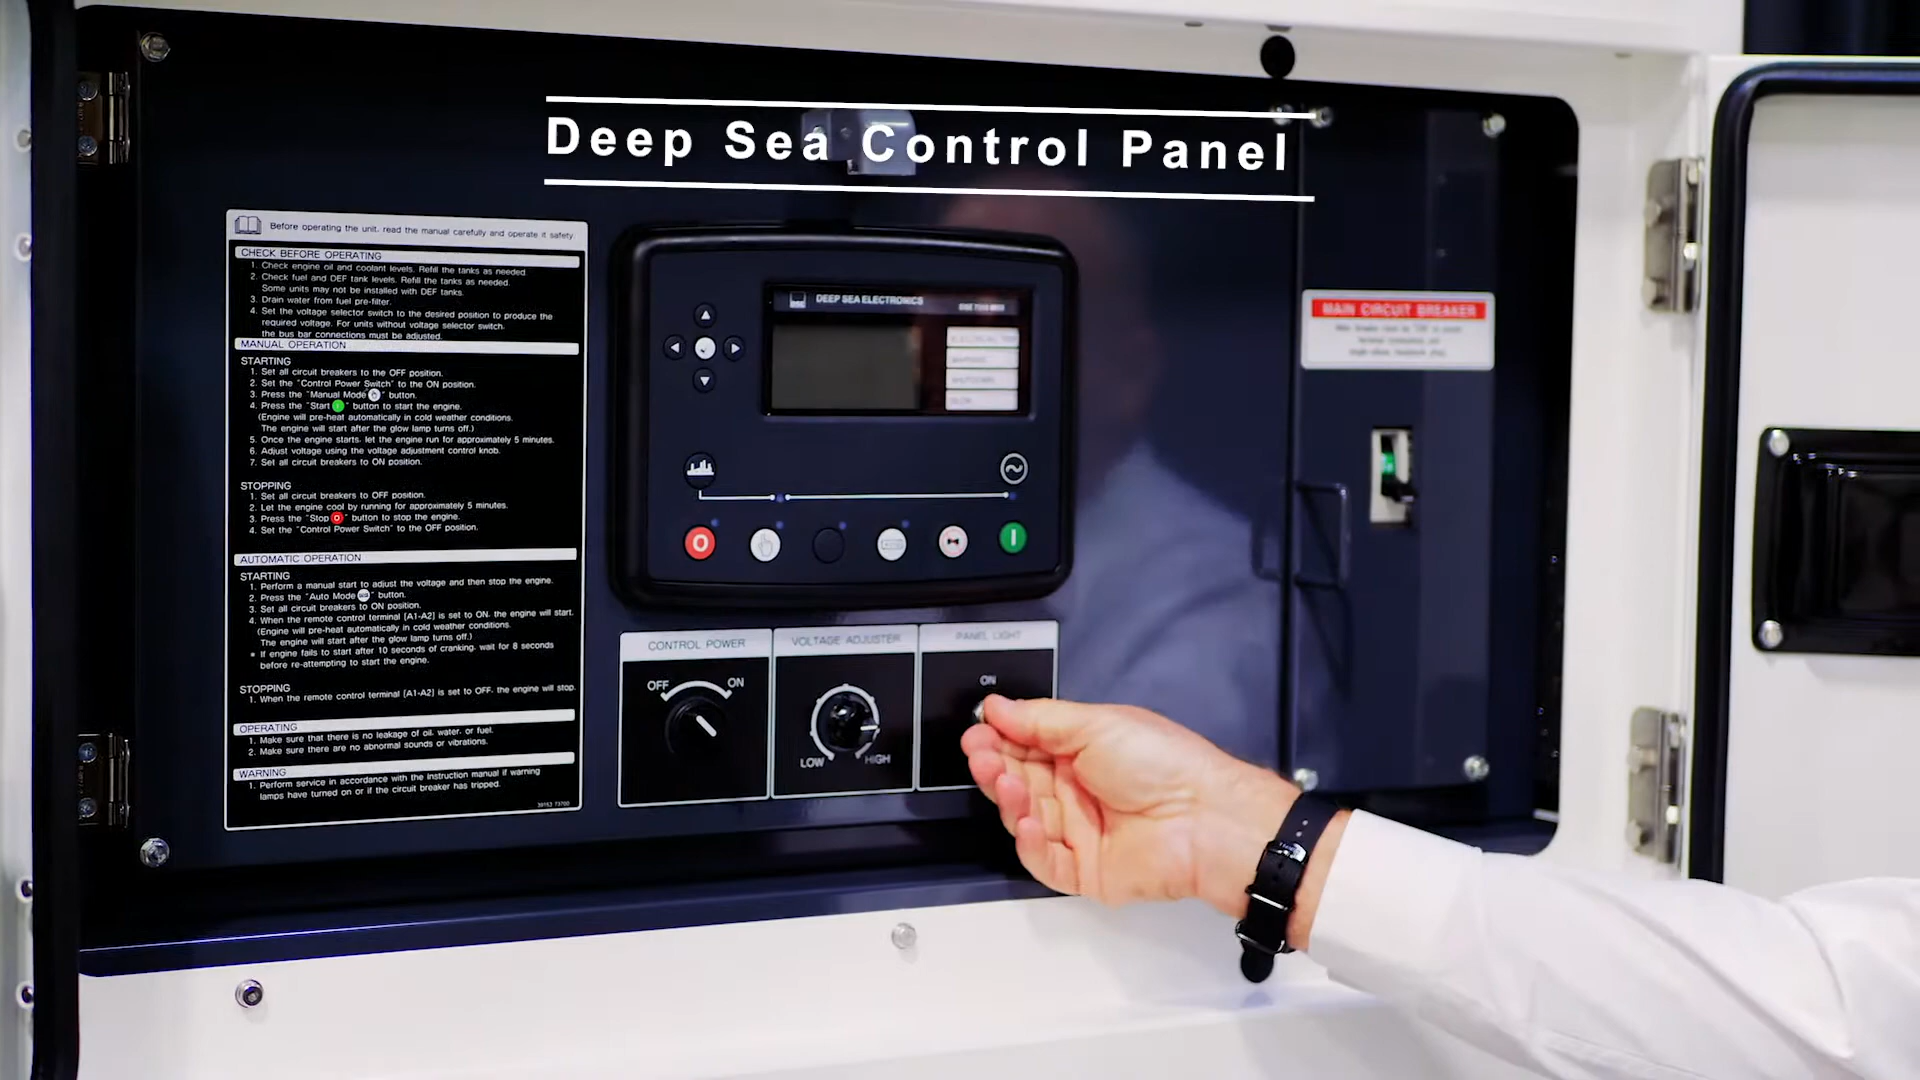 Deep Sea Control Panel
Before operating the unit, read the manual carefully and operate it safety.
CHECK BEFORE OPERATING
1. Check engine oil and coolant levels. Refill the tanks as needed.
2. Check fuel and DEF tank levels. Refill the tanks as needed.
Some units may not be installed with DEF tanks.
3. Drain water from fuel pre-filter.
4. Set the voltage selector switch to the desired position to produce the
required voltage. For units without voltage selector switch,
the bus bar connections must be adjusted.
MANUAL OPERATION
STARTING
1. Set all circuit breakers to the OFF position.
2. Set the "Control Power Switch" to the ON position.
3. Press the "Manual Mode" button.
4. Press the "Start" button to start the engine.
(Engine will pre-heat automatically in cold weather conditions.
The engine will start after the glow lamp turns off.)
5. Once the engine starts, let the engine run for approximately 5 minutes.
6. Adjust voltage using the voltage adjustment control knob.
7. Set all circuit breakers to ON position.
STOPPING
1. Set all circuit breakers to OFF position.
2. Let the engine cool by running for approximately 5 minutes.
3. Press the "Stop" button to stop the engine.
4. Set the "Control Power Switch" to the OFF position.
AUTOMATIC OPERATION
STARTING
1. Perform a manual start to adjust the voltage and then stop the engine.
2. Press the "Auto Mode" button.
3. Set all circuit breakers to ON position.
4. When the remote control terminal [A1-A2] is set to ON, the engine will start.
(Engine will pre-heat automatically in cold weather conditions.
The engine will start after the glow lamp turns off.)
* If engine fails to start after 10 seconds of cranking, wait for 8 seconds
before re-attempting to start the engine.
STOPPING
1. When the remote control terminal [A1-A2] is set to OFF, the engine will stop.
OPERATING
1. Make sure that there is no leakage of oil, water, or fuel.
2. Make sure there are no abnormal sounds or vibrations.
WARNING
1. Perform service in accordance with the instruction manual if warning
lamps have turned on or if the circuit breaker has tripped.
39153 73700
DSE DEEP SEA ELECTRONICS
ELECTRICAL TRIP
WARNING
SHUTDOWN
CONTROL POWER
OFF ON
VOLTAGE ADJUSTER
LOW HIGH
PANEL LIGHT
ON
MAIN CIRCUIT BREAKER